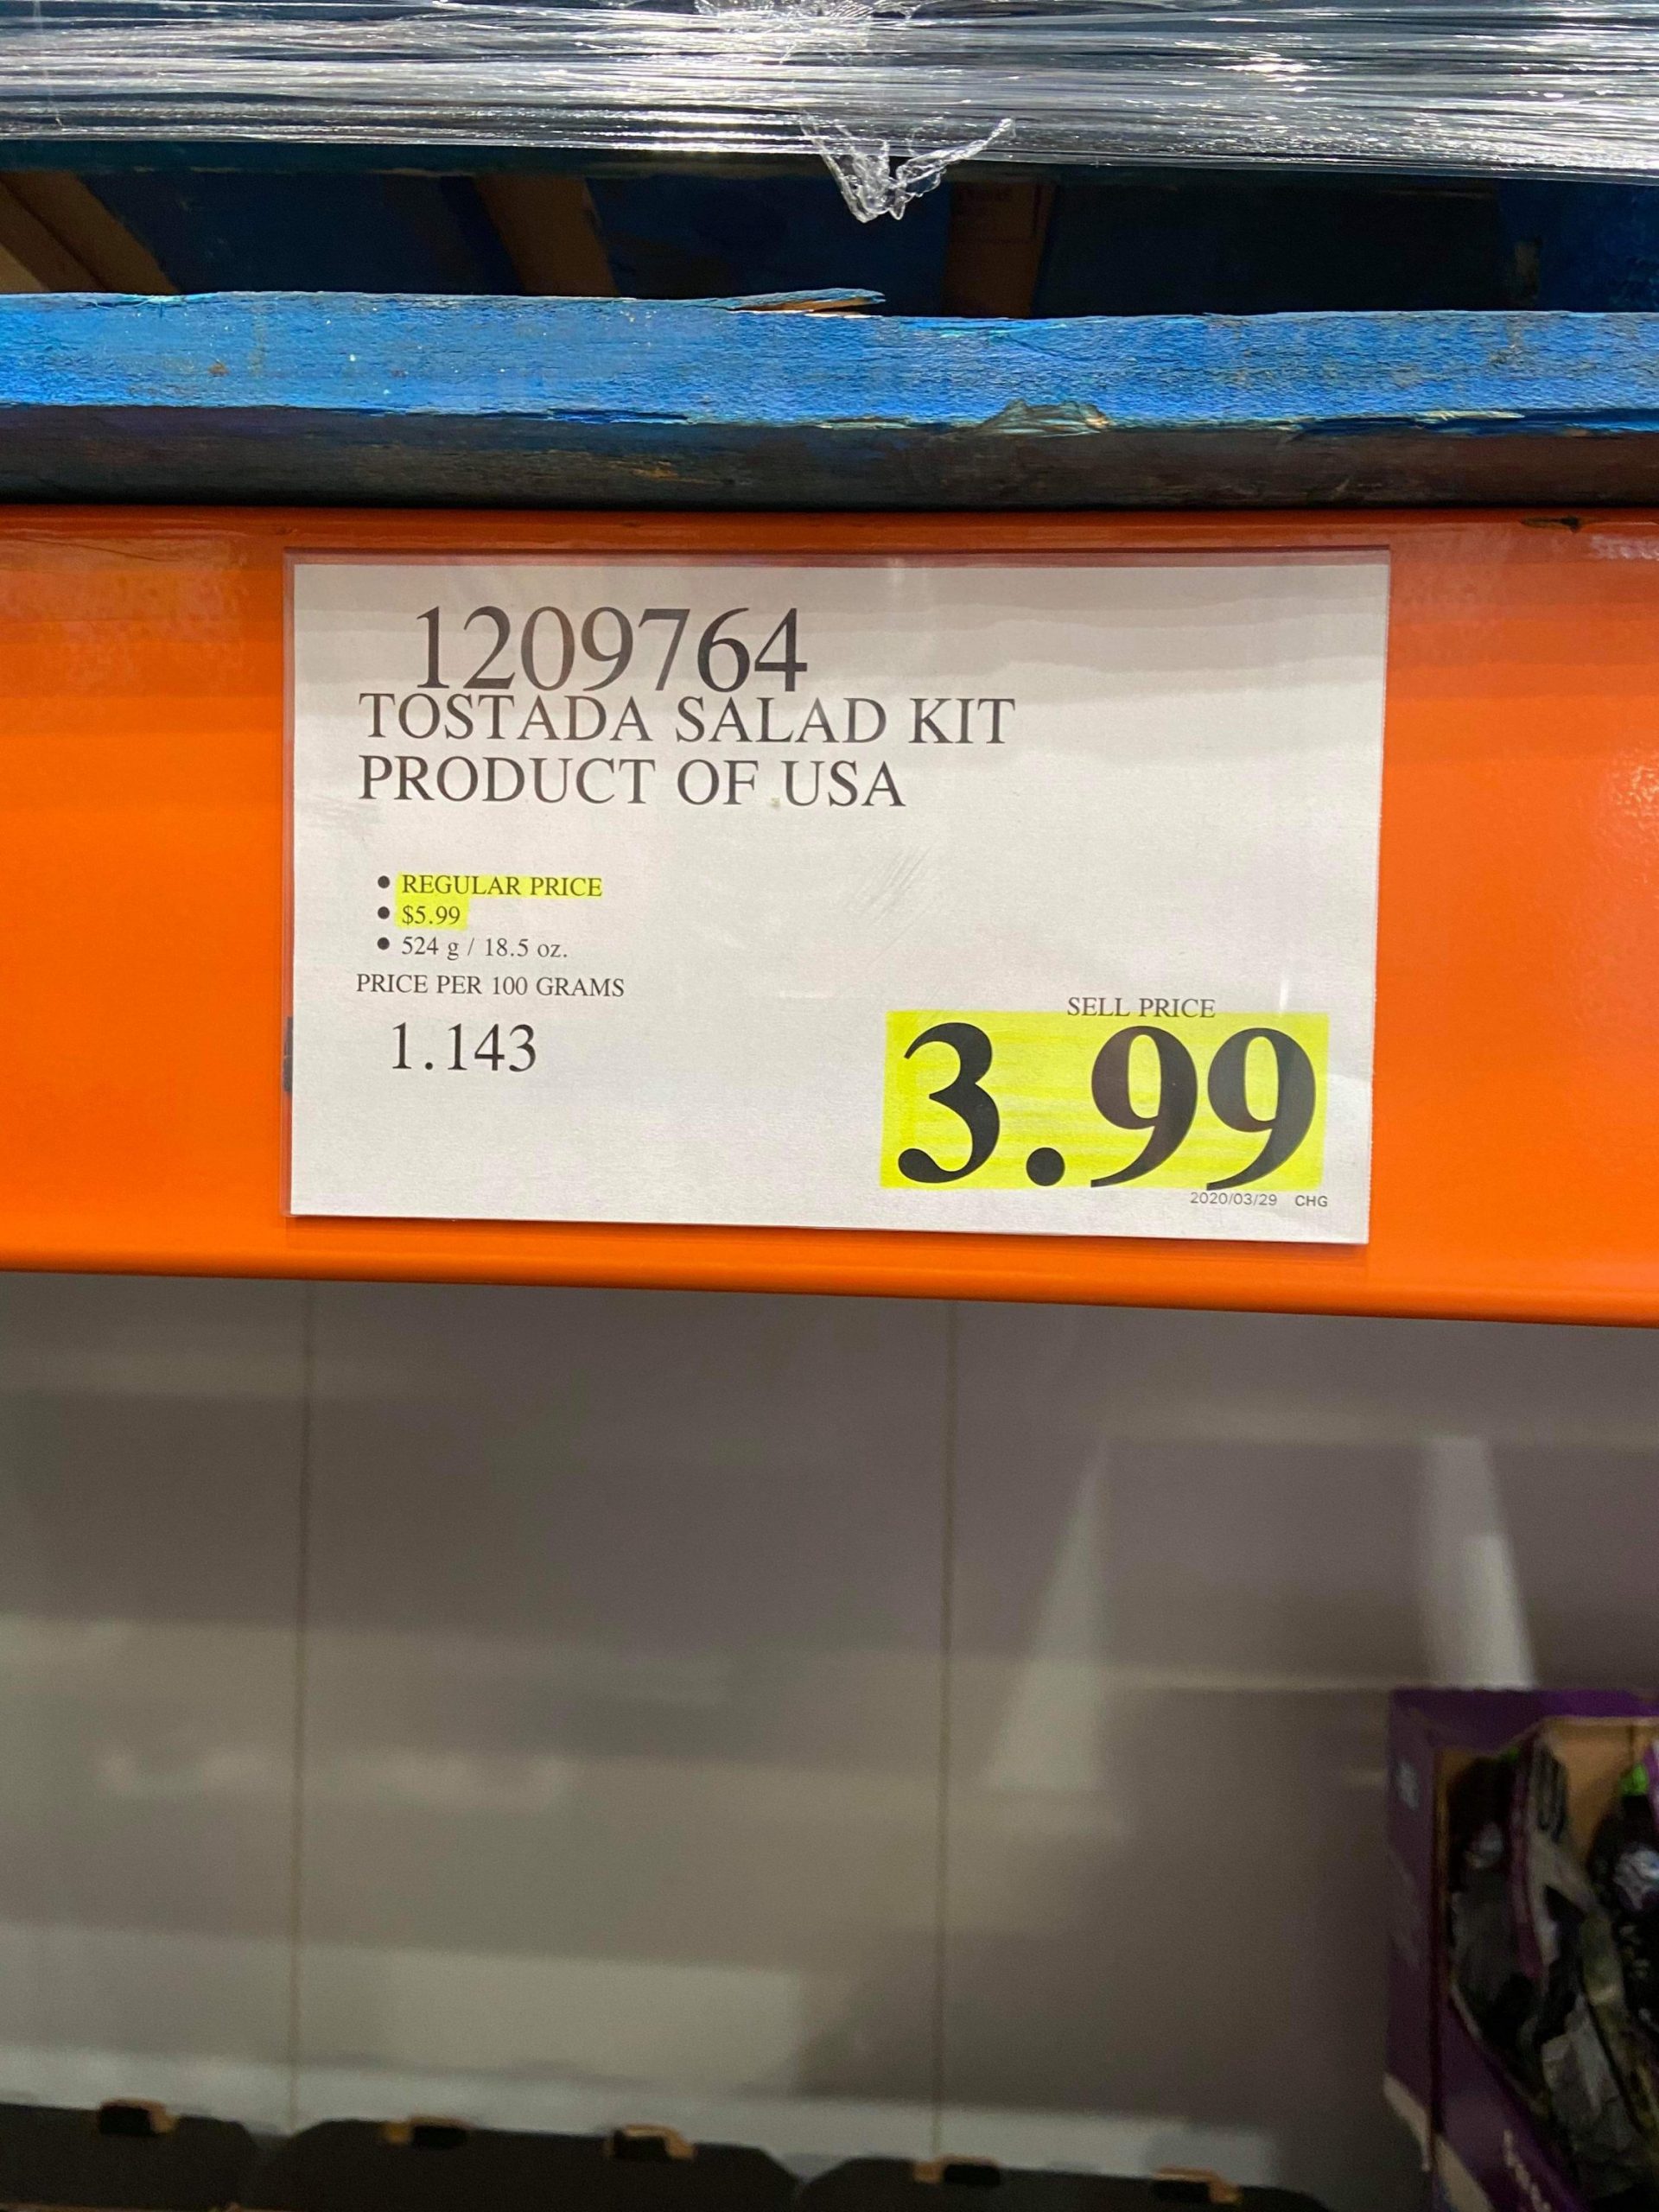 1209764
TOSTADA SALAD KIT
PRODUCT OF USA
• REGULAR PRICE
• $5.99
• 524 g / 18.5 oz.
PRICE PER 100 GRAMS
1.143
SELL PRICE
3.99
2020/03/29 CHG